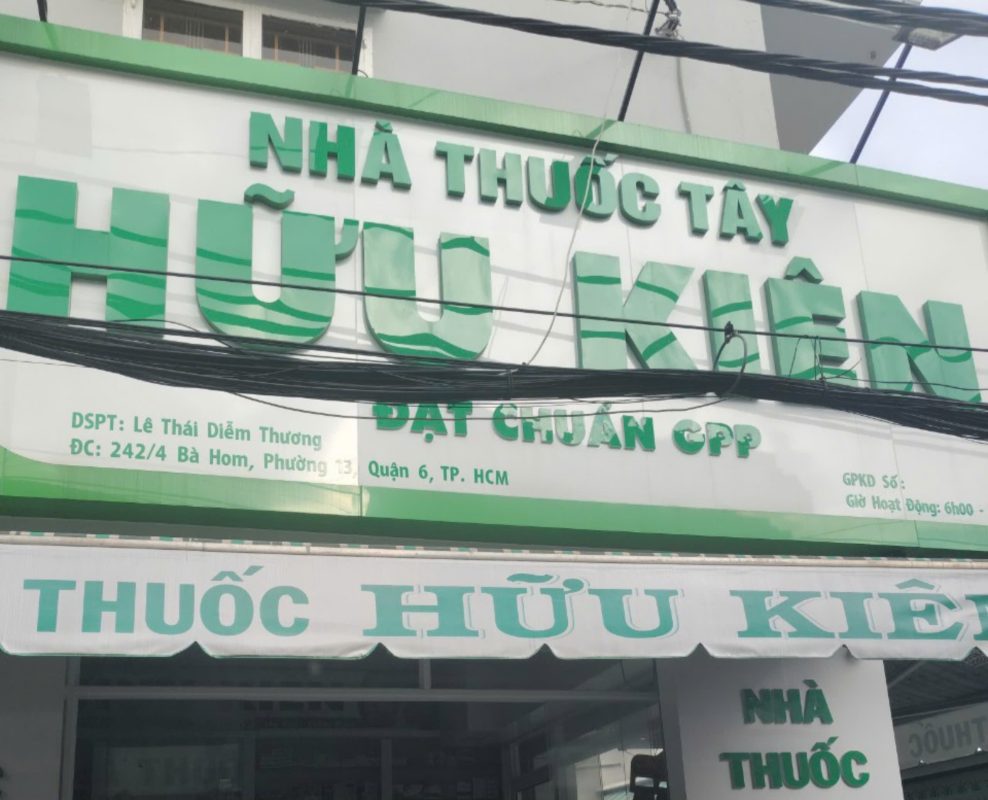 NHÀ THUỐC TÂY
HỮU KIÊN
ĐẠT CHUẨN GPP
DSPT: Lê Thái Diễm Thương
ĐC: 242/4 Bà Hom, Phường 13, Quận 6, TP. HCM
GPKD Số:
Giờ Hoạt Động: 6h00 -
THUỐC HỮU KIÊN
NHÀ
THUỐC
THUỐC